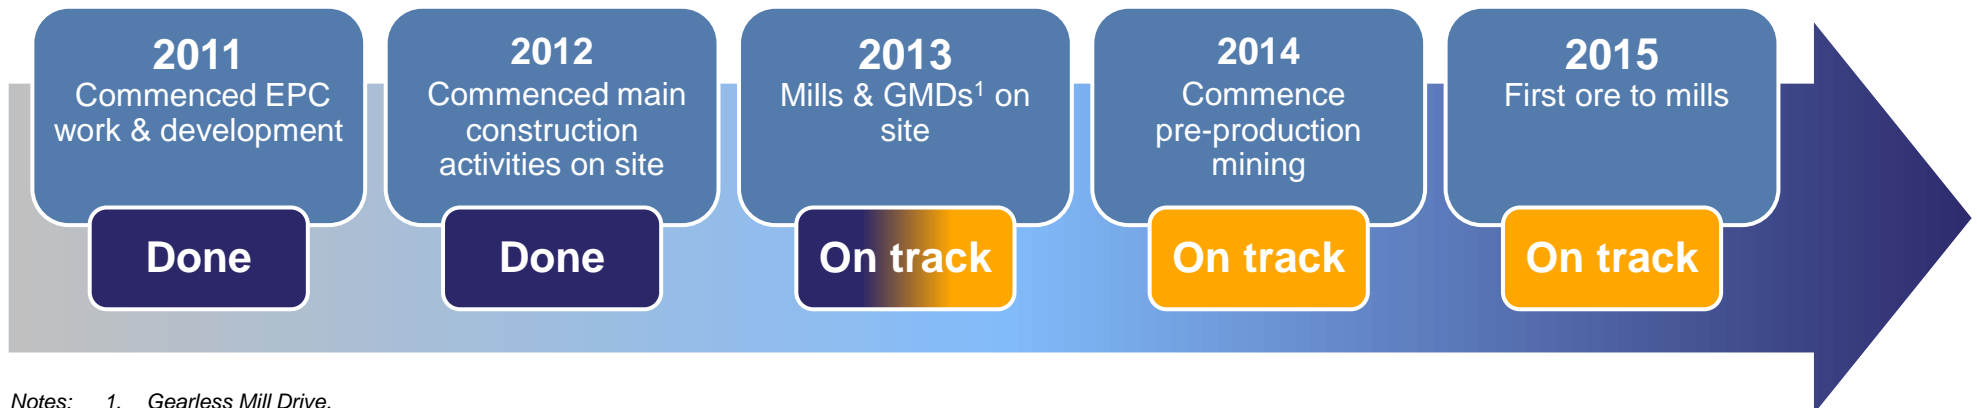 2011
Commenced EPC
work & development
Done
2012
Commenced main
construction
activities on site
Done
2013
Mills & GMDs¹ on
site
On track
2014
Commence
pre-production
mining
On track
2015
First ore to mills
On track
Notes: 1. Gearless Mill Drive.